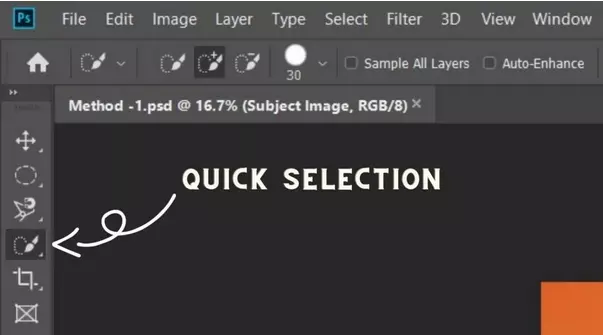 Ps File Edit Image Layer Type Select Filter 3D View Window
30 Sample All Layers Auto-Enhance
Method -1.psd @ 16.7% (Subject Image, RGB/8) ×
QUICK SELECTION